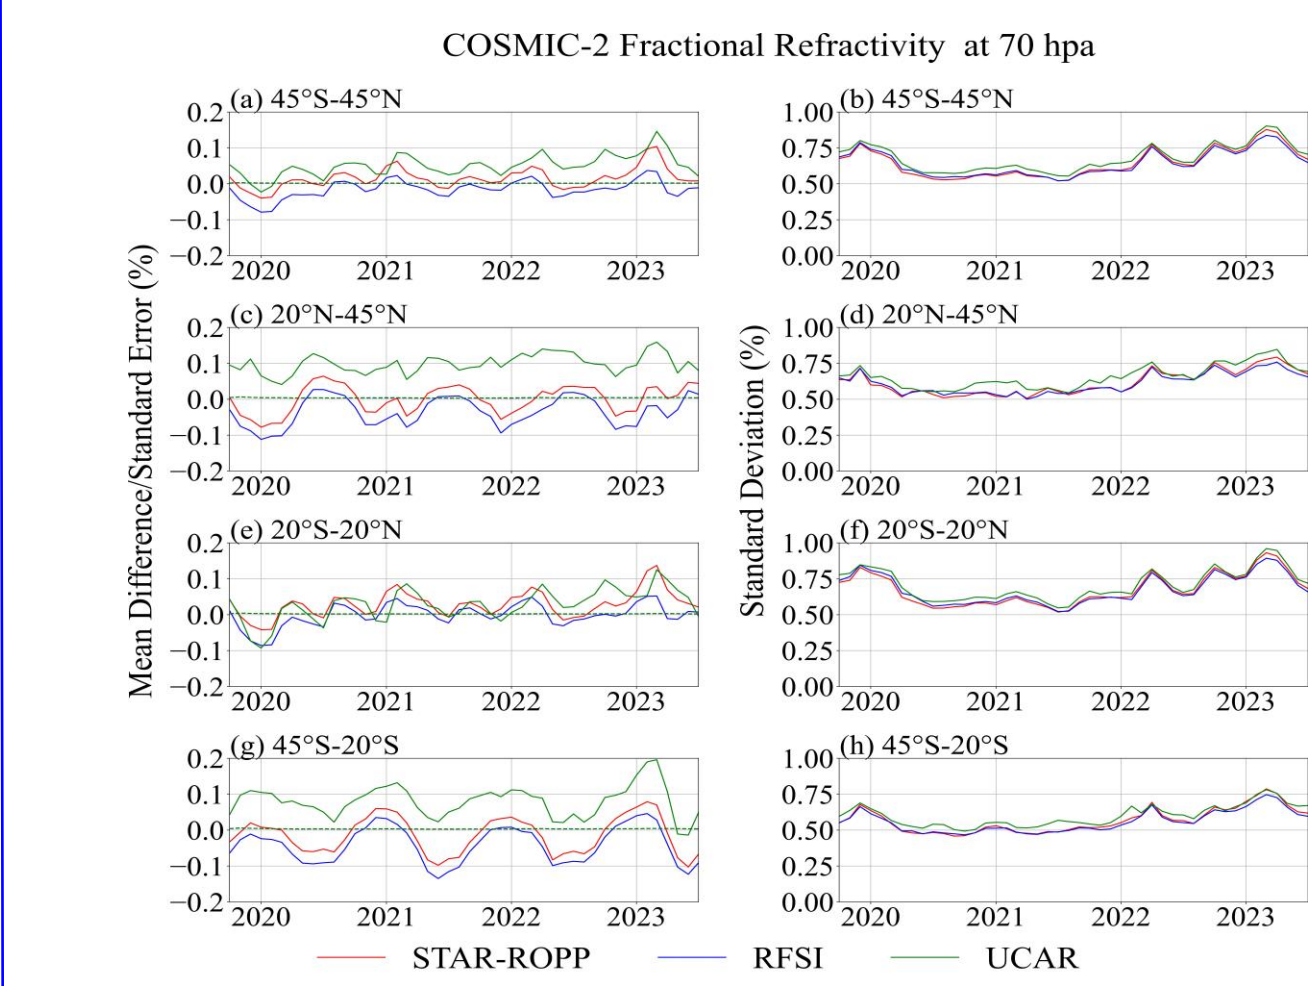 COSMIC-2 Fractional Refractivity at 70 hpa
Mean Difference/Standard Error (%)
Standard Deviation (%)
(a) 45°S-45°N
0.2
0.1
0.0
−0.1
−0.2
2020 2021 2022 2023
(b) 45°S-45°N
1.00
0.75
0.50
0.25
0.00
2020 2021 2022 2023
(c) 20°N-45°N
0.2
0.1
0.0
−0.1
−0.2
2020 2021 2022 2023
(d) 20°N-45°N
1.00
0.75
0.50
0.25
0.00
2020 2021 2022 2023
(e) 20°S-20°N
0.2
0.1
0.0
−0.1
−0.2
2020 2021 2022 2023
(f) 20°S-20°N
1.00
0.75
0.50
0.25
0.00
2020 2021 2022 2023
(g) 45°S-20°S
0.2
0.1
0.0
−0.1
−0.2
2020 2021 2022 2023
(h) 45°S-20°S
1.00
0.75
0.50
0.25
0.00
2020 2021 2022 2023
STAR-ROPP RFSI UCAR